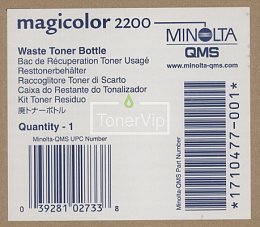 magicolor 2200
MINOLTA
QMS
www.minolta-qms.com
Waste Toner Bottle
Bac de Récuperation Toner Usagé
Resttonerbehälter
Raccoglitore Toner di Scarto
Caixa do Restante do Tonalizador
Kit Toner Residuo
廃トナーボトル
TonerVip
Quantity - 1
Minolta-QMS UPC Number
0 39281 02733 8
Minolta-QMS Part Number
*1710477-001*